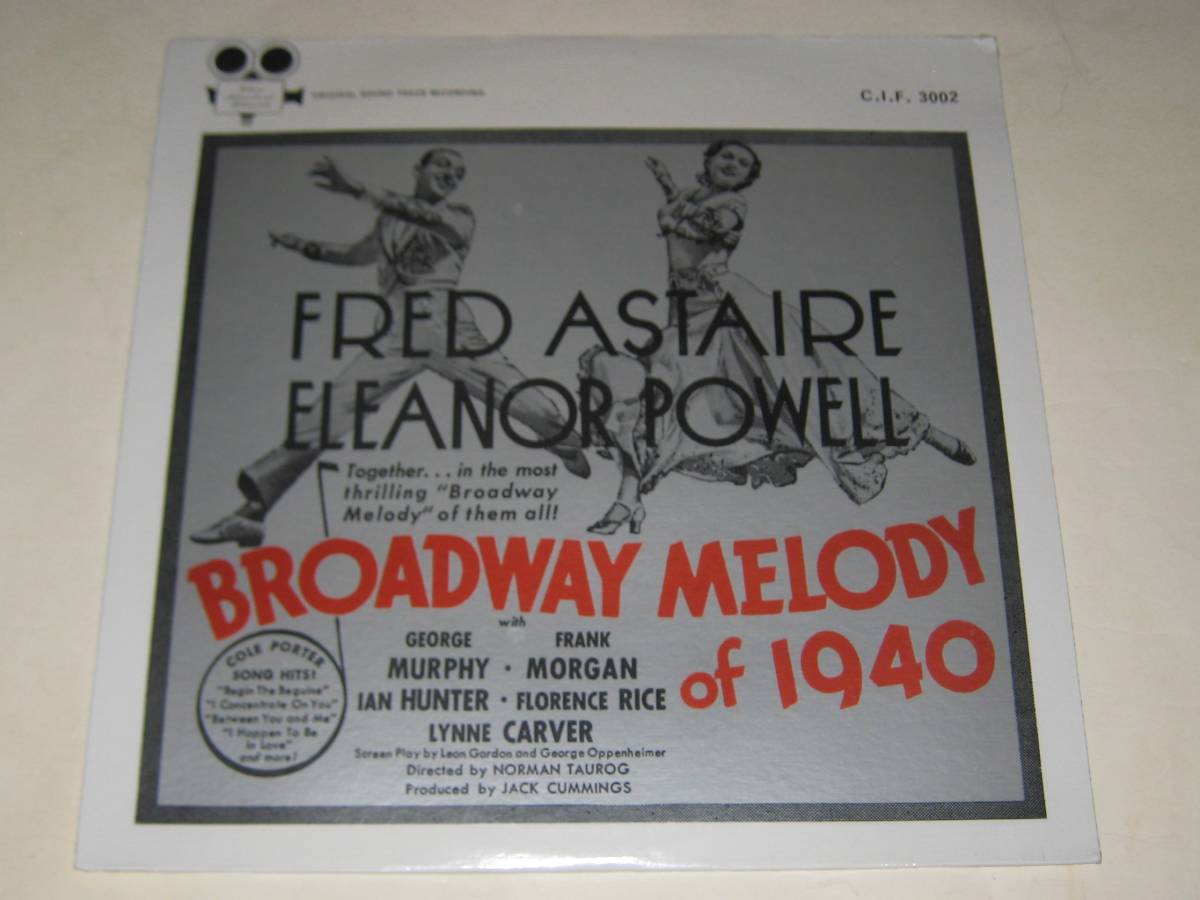 ORIGINAL SOUND TRACK RECORDING
C.I.F. 3002
FRED ASTAIRE
ELEANOR POWELL
Together... in the most
thrilling "Broadway
Melody" of them all!
BROADWAY MELODY
of 1940
with
GEORGE FRANK
MURPHY · MORGAN
IAN HUNTER · FLORENCE RICE
LYNNE CARVER
Screen Play by Leon Gordon and George Oppenheimer
Directed by NORMAN TAUROG
Produced by JACK CUMMINGS
COLE PORTER
SONG HITS!
"Begin The Beguine"
"I Concentrate On You"
"Between You and Me"
"I Happen To Be
In Love"
and more!